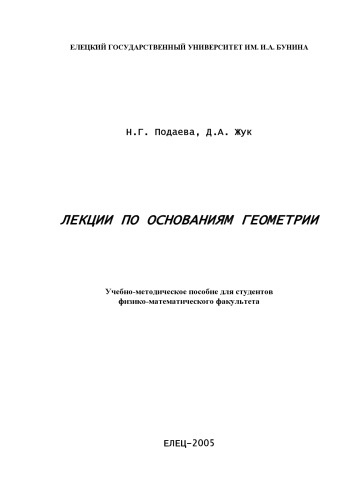 ЕЛЕЦКИЙ ГОСУДАРСТВЕННЫЙ УНИВЕРСИТЕТ ИМ. И.А. БУНИНА
Н.Г. Подаева, Д.А. Жук
ЛЕКЦИИ ПО ОСНОВАНИЯМ ГЕОМЕТРИИ
Учебно-методическое пособие для студентов
физико-математического факультета
ЕЛЕЦ-2005